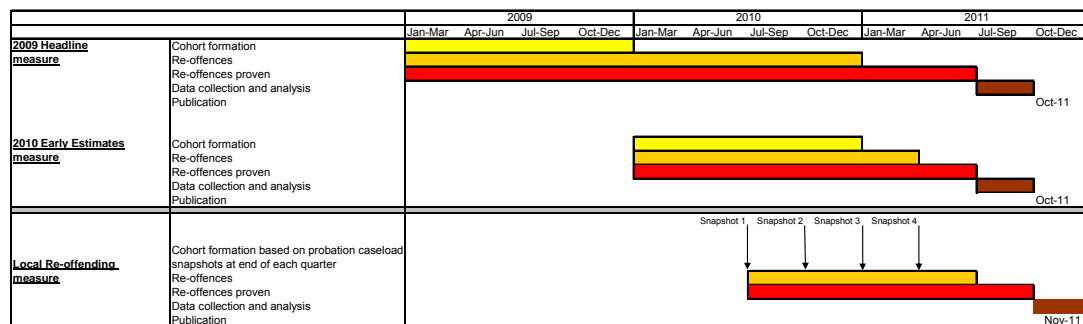 2009 2010 2011
Jan-Mar Apr-Jun Jul-Sep Oct-Dec Jan-Mar Apr-Jun Jul-Sep Oct-Dec Jan-Mar Apr-Jun Jul-Sep Oct-Dec
2009 Headline Cohort formation
measure Re-offences
Re-offences proven
Data collection and analysis
Publication Oct-11
2010 Early Estimates Cohort formation
measure Re-offences
Re-offences proven
Data collection and analysis
Publication Oct-11
Snapshot 1 Snapshot 2 Snapshot 3 Snapshot 4
Cohort formation based on probation caseload
Local Re-offending snapshots at end of each quarter
measure Re-offences
Re-offences proven
Data collection and analysis
Publication Nov-11